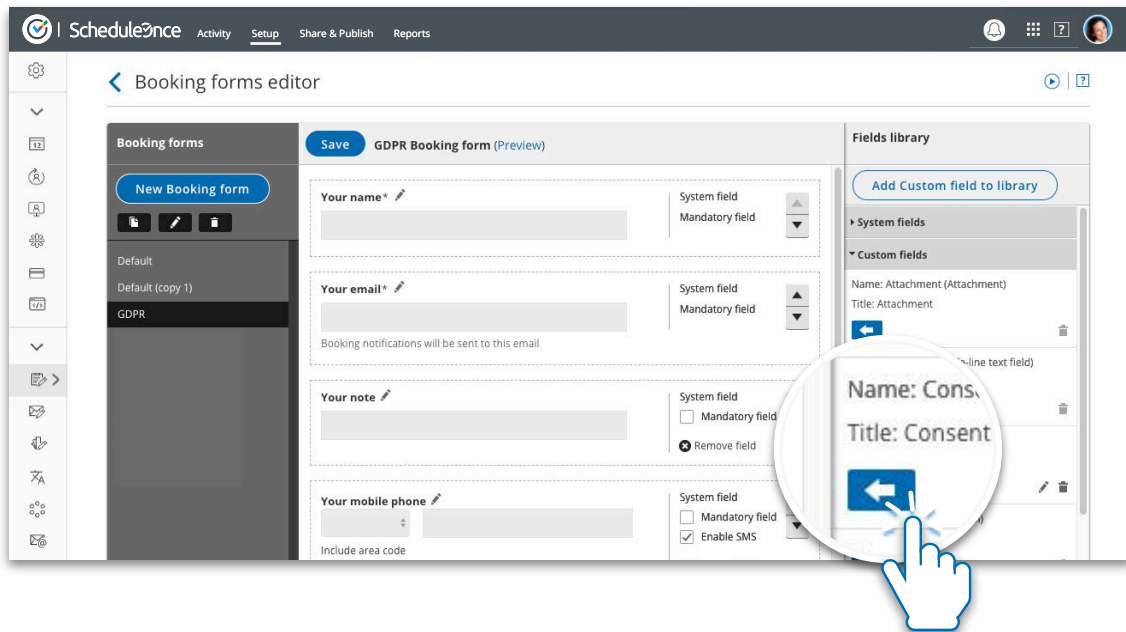 ScheduleOnce Activity Setup Share & Publish Reports ?
Booking forms editor ?
12
Booking forms
New Booking form
Default
Default (copy 1)
GDPR
Save GDPR Booking form (Preview)
Your name*
System field
Mandatory field
Your email*
System field
Mandatory field
Booking notifications will be sent to this email
Your note
System field
Mandatory field
Remove field
Your mobile phone
System field
Mandatory field
Enable SMS
Include area code
Fields library
Add Custom field to library
System fields
Custom fields
Name: Attachment (Attachment)
Title: Attachment
text field)
Name:
Title: Consent